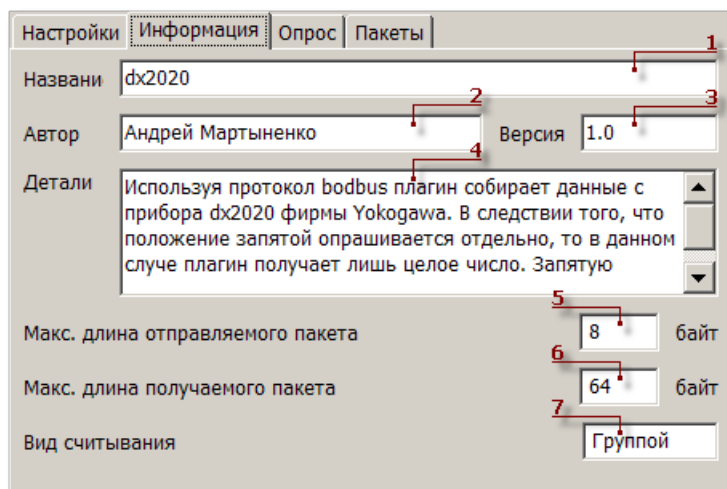 Настройки Информация Опрос Пакеты
1
Названи dx2020
2 3
Автор Андрей Мартыненко Версия 1.0
4
Детали Используя протокол bodbus плагин собирает данные с
прибора dx2020 фирмы Yokogawa. В следствии того, что
положение запятой опрашивается отдельно, то в данном
случе плагин получает лишь целое число. Запятую
5
Макс. длина отправляемого пакета 8 байт
6
Макс. длина получаемого пакета 64 байт
7
Вид считывания Группой